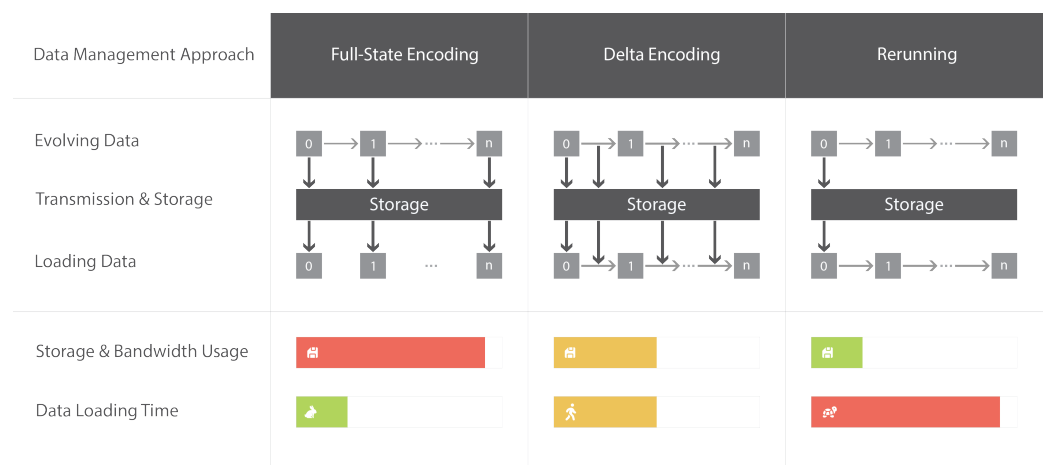 Data Management Approach
Full-State Encoding
Delta Encoding
Rerunning
Evolving Data
0 1 ... n
0 1 ... n
0 1 ... n
Transmission & Storage
Storage
Storage
Storage
Loading Data
0 1 ... n
0 1 ... n
0 1 ... n
Storage & Bandwidth Usage
Data Loading Time